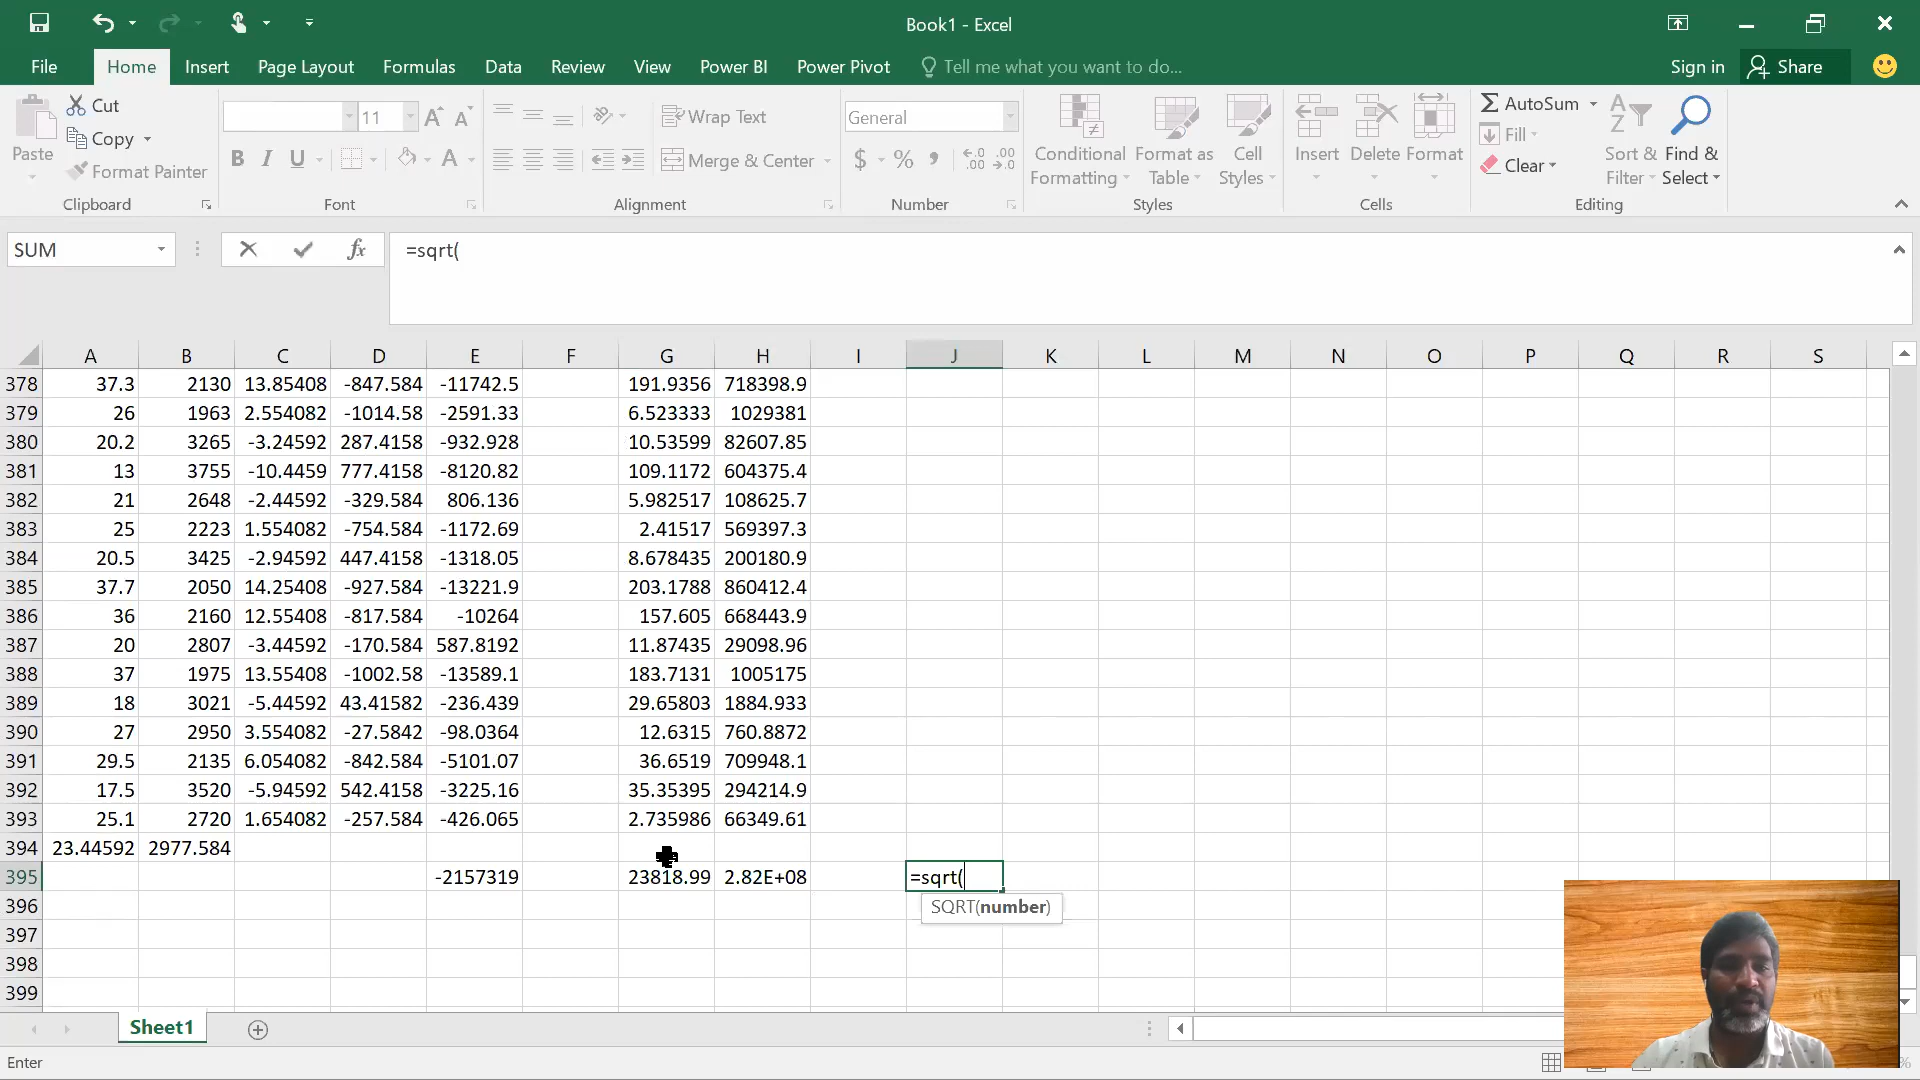 Book1 - Excel
File Home Insert Page Layout Formulas Data Review View Power BI Power Pivot Tell me what you want to do... Sign in Share
Paste Cut Copy Format Painter Clipboard
11 A A B I U A Font
Wrap Text Merge & Center Alignment
General $ % , Number
Conditional Formatting Format as Table Cell Styles Styles
Insert Delete Format Cells
AutoSum Fill Clear Sort & Filter Find & Select Editing
SUM fx =sqrt(
A B C D E F G H I J K L M N O P Q R S
378 37.3 2130 13.85408 -847.584 -11742.5 191.9356 718398.9
379 26 1963 2.554082 -1014.58 -2591.33 6.523333 1029381
380 20.2 3265 -3.24592 287.4158 -932.928 10.53599 82607.85
381 13 3755 -10.4459 777.4158 -8120.82 109.1172 604375.4
382 21 2648 -2.44592 -329.584 806.136 5.982517 108625.7
383 25 2223 1.554082 -754.584 -1172.69 2.41517 569397.3
384 20.5 3425 -2.94592 447.4158 -1318.05 8.678435 200180.9
385 37.7 2050 14.25408 -927.584 -13221.9 203.1788 860412.4
386 36 2160 12.55408 -817.584 -10264 157.605 668443.9
387 20 2807 -3.44592 -170.584 587.8192 11.87435 29098.96
388 37 1975 13.55408 -1002.58 -13589.1 183.7131 1005175
389 18 3021 -5.44592 43.41582 -236.439 29.65803 1884.933
390 27 2950 3.554082 -27.5842 -98.0364 12.6315 760.8872
391 29.5 2135 6.054082 -842.584 -5101.07 36.6519 709948.1
392 17.5 3520 -5.94592 542.4158 -3225.16 35.35395 294214.9
393 25.1 2720 1.654082 -257.584 -426.065 2.735986 66349.61
394 23.44592 2977.584
395 -2157319 23818.99 2.82E+08 =sqrt(
396 SQRT(number)
397
398
399
Sheet1
Enter %